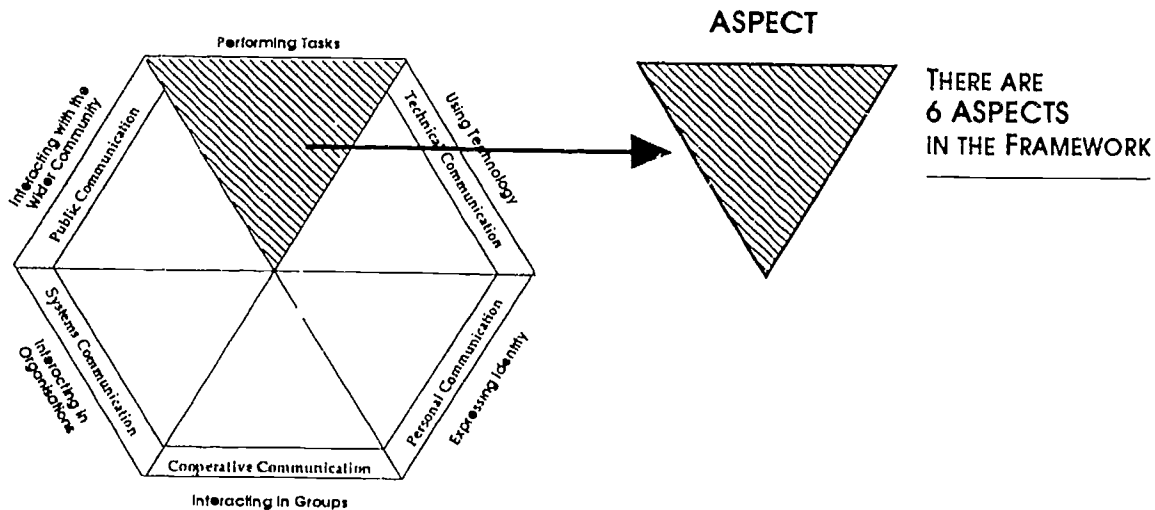 ASPECT
Performing Tasks
THERE ARE
6 ASPECTS
IN THE FRAMEWORK
Interacting with the
Wider Community
Public Communication
Using Technology
Technical Communication
Systems Communication
Interacting in
Organisations
Personal Communication
Expressing Identity
Cooperative Communication
Interacting in Groups